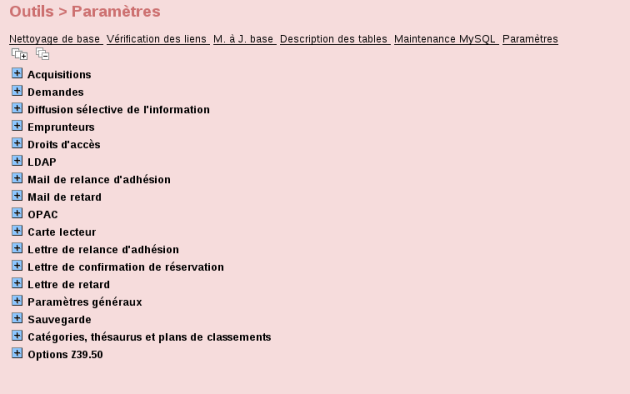 Outils > Paramètres
Nettoyage de base Vérification des liens M. à J. base Description des tables Maintenance MySQL Paramètres
Acquisitions
Demandes
Diffusion sélective de l'information
Emprunteurs
Droits d'accès
LDAP
Mail de relance d'adhésion
Mail de retard
OPAC
Carte lecteur
Lettre de relance d'adhésion
Lettre de confirmation de réservation
Lettre de retard
Paramètres généraux
Sauvegarde
Catégories, thésaurus et plans de classements
Options Z39.50